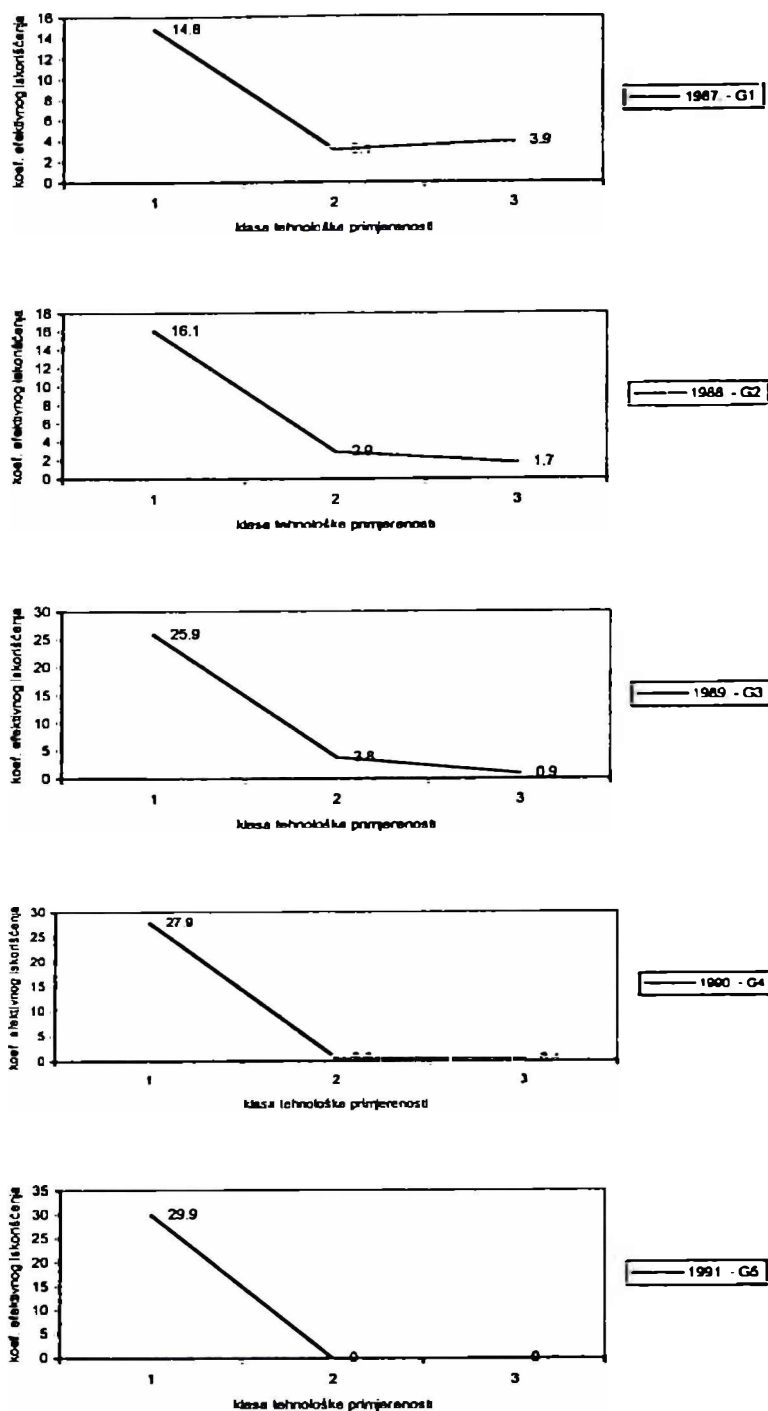 koef. efektivnog iskorišćenja
16
14
12
10
8
6
4
2
0
14.8
3.9
1 2 3
klasa tehnološke primjerenosti
1987. - G1
koef. efektivnog iskorišćenja
18
16
14
12
10
8
6
4
2
0
16.1
2.9
1.7
1 2 3
klasa tehnološke primjerenosti
1988 - G2
koef. efektivnog iskorišćenja
30
25
20
15
10
5
0
25.9
3.8
0.9
1 2 3
klasa tehnološke primjerenosti
1989 - G3
koef. efektivnog iskorišćenja
30
25
20
15
10
5
0
27.9
1 2 3
klasa tehnološke primjerenosti
1990 - G4
koef. efektivnog iskorišćenja
35
30
25
20
15
10
5
0
29.9
0
0
1 2 3
klasa tehnološke primjerenosti
1991 - G5